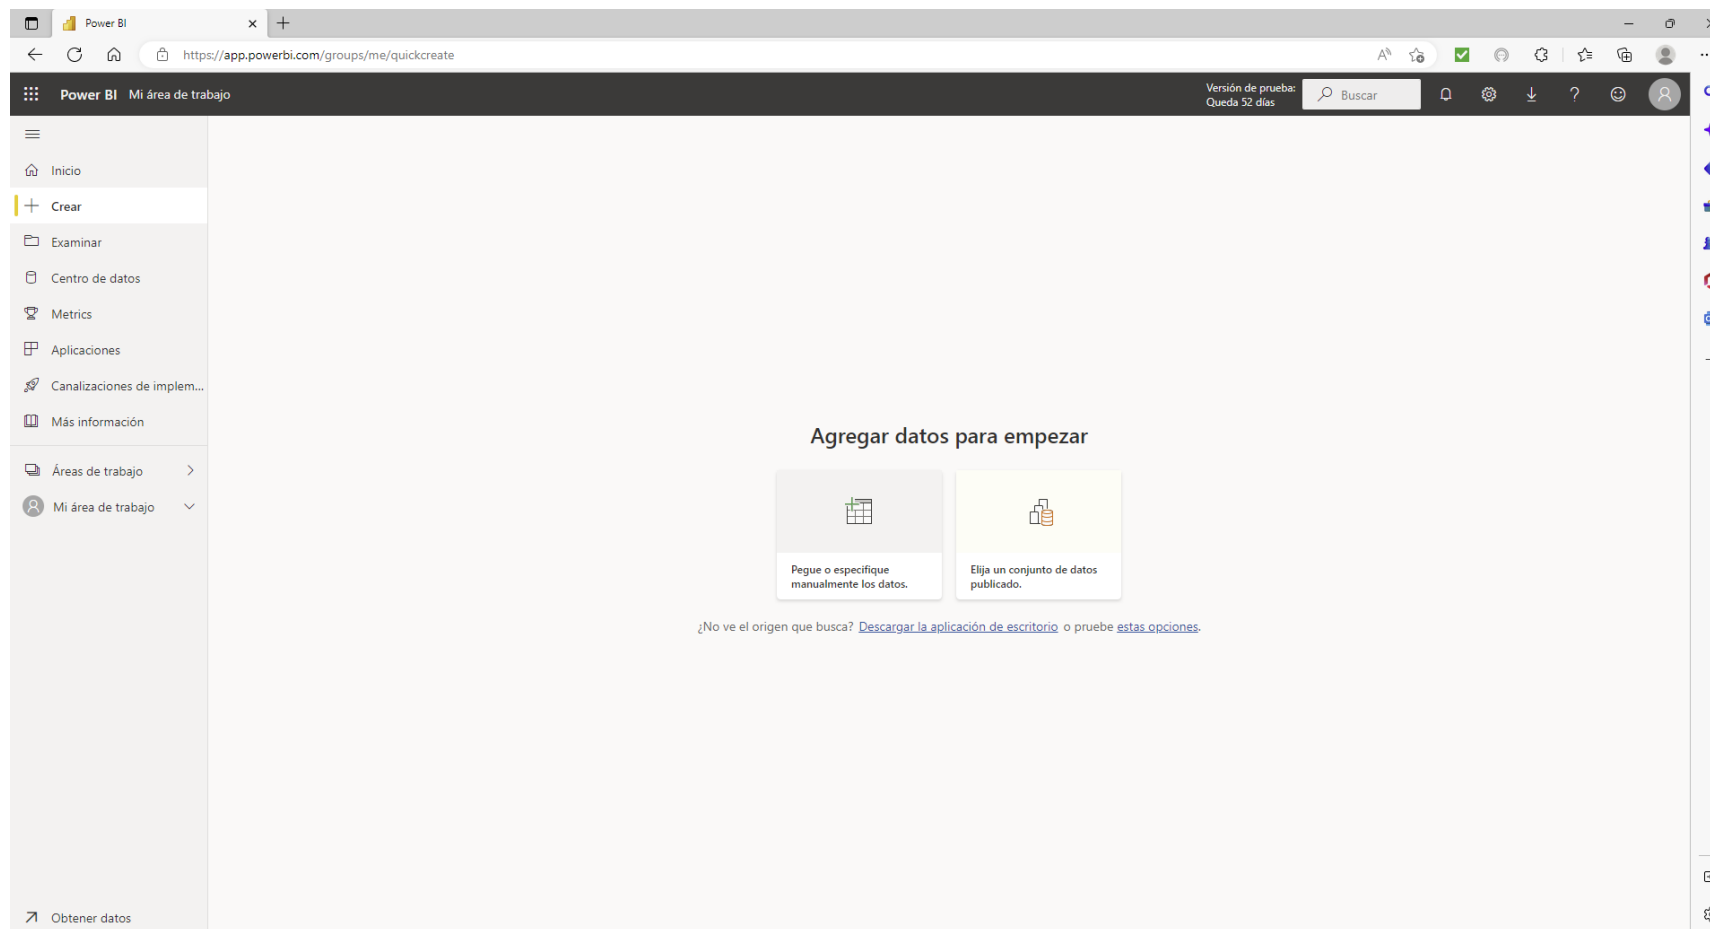 Power BI
https://app.powerbi.com/groups/me/quickcreate
Power BI Mi área de trabajo
Versión de prueba:
Queda 52 días
Buscar
Inicio
Crear
Examinar
Centro de datos
Metrics
Aplicaciones
Canalizaciones de implem...
Más información
Áreas de trabajo
Mi área de trabajo
Agregar datos para empezar
Pegue o especifique
manualmente los datos.
Elija un conjunto de datos
publicado.
¿No ve el origen que busca? Descargar la aplicación de escritorio o pruebe estas opciones.
Obtener datos